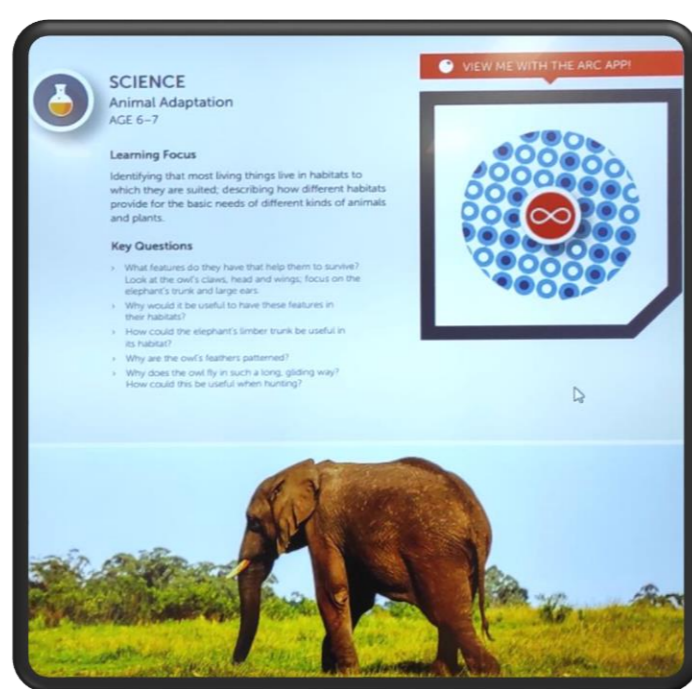 SCIENCE
Animal Adaptation
AGE 6–7
VIEW ME WITH THE ARC APP!
Learning Focus
Identifying that most living things live in habitats to
which they are suited; describing how different habitats
provide for the basic needs of different kinds of animals
and plants.
Key Questions
› What features do they have that help them to survive?
Look at the owl's claws, head and wings; focus on the
elephant's trunk and large ears.
› Why would it be useful to have these features in
their habitats?
› How could the elephant's limber trunk be useful in
its habitat?
› Why are the owl's feathers patterned?
› Why does the owl fly in such a long, gliding way?
How could this be useful when hunting?